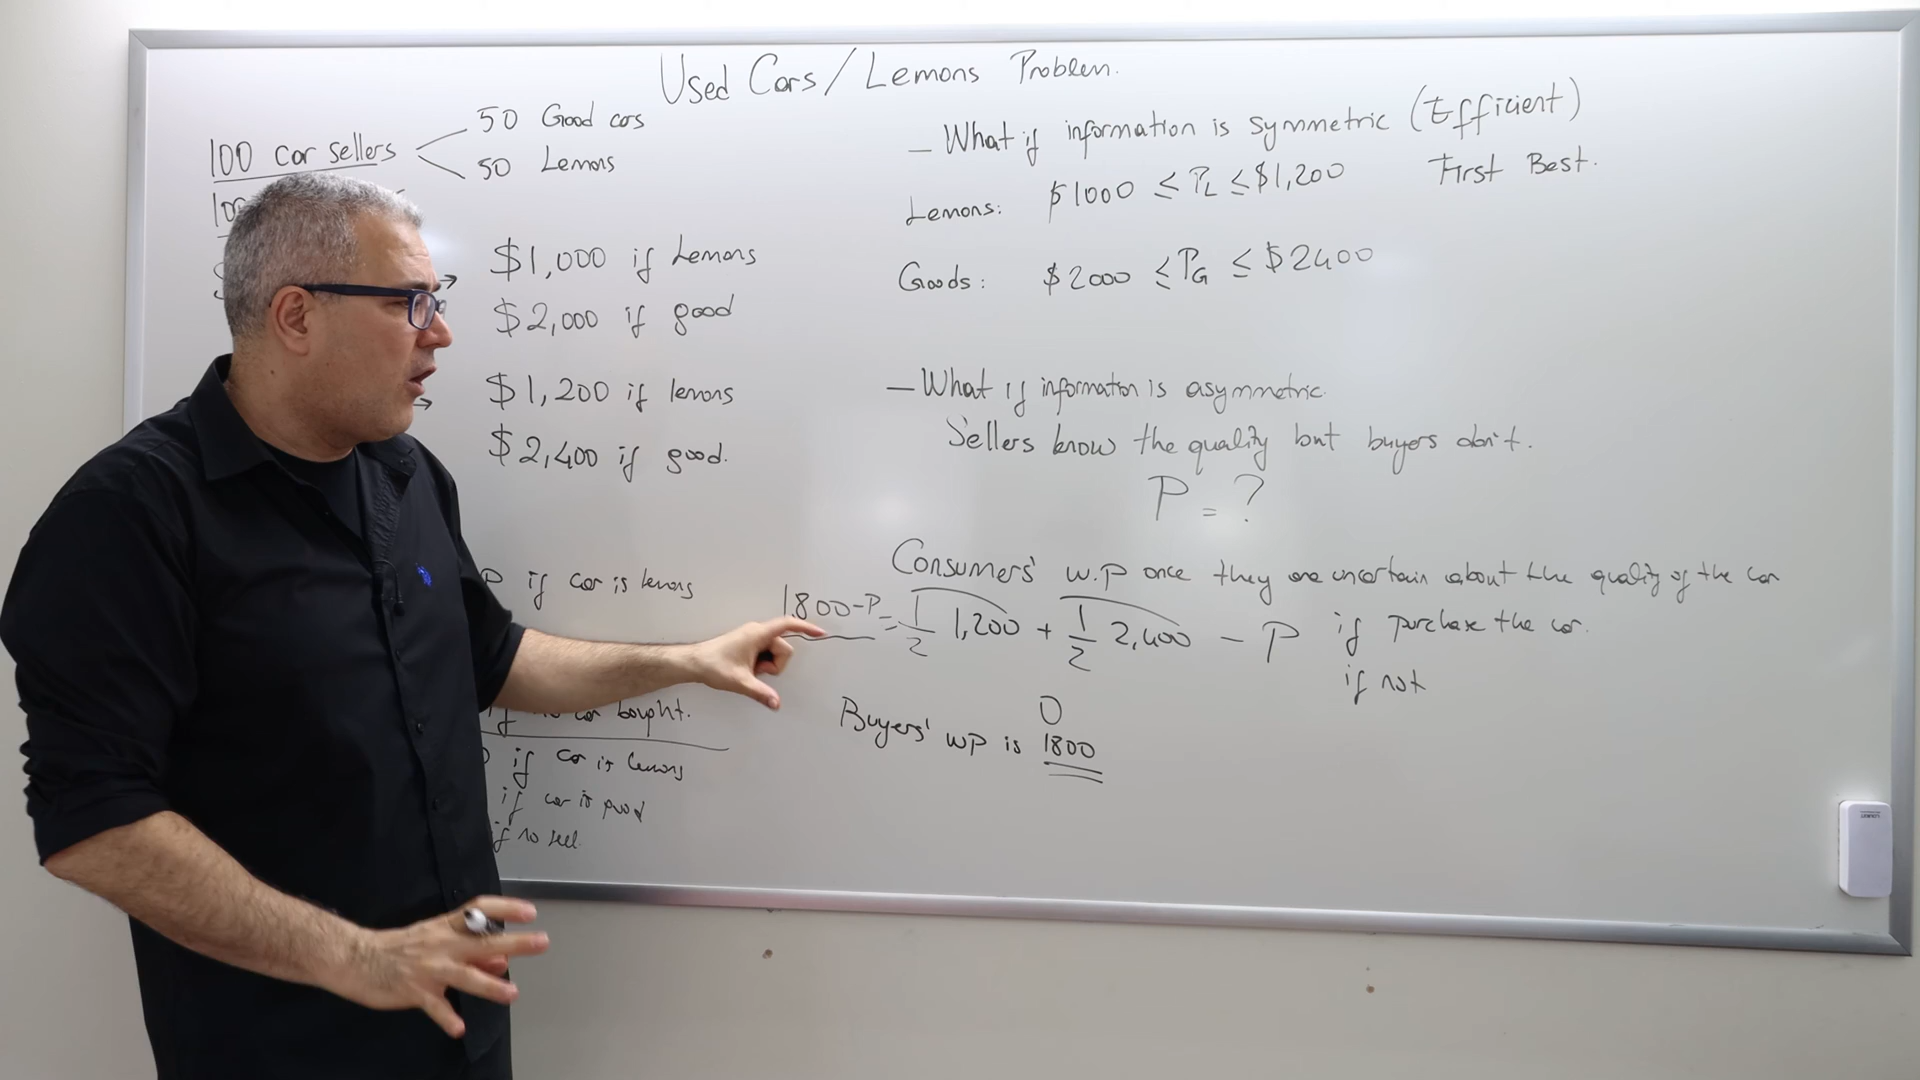 Used Cars/Lemons Problem.
100 car sellers
50 Good cars
50 Lemons
100
$
$1,000 if Lemons
$2,000 if good
$1,200 if lemons
$2,400 if good.
P if car is lemons
if no car bought.
if car is lemons
if car is good
if no sell.
- What if information is symmetric (Efficient)
First Best.
Lemons: $1000 ≤ PL ≤ $1,200
Goods: $2000 ≤ PG ≤ $2400
- What if information is asymmetric.
Sellers know the quality but buyers don't.
P = ?
Consumers' w.p once they are uncertain about the quality of the car
1800-P = 1/2 1,200 + 1/2 2,400 - P if purchase the car.
0 if not
Buyers' wp is 1800